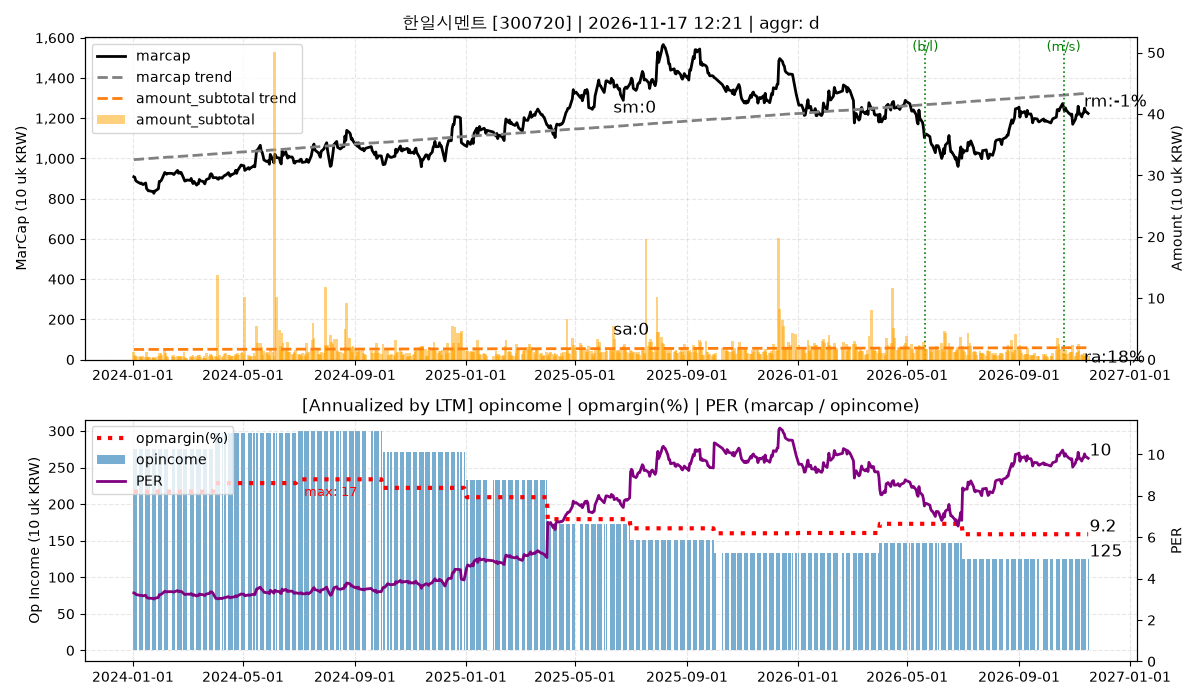 한일시멘트 [300720] | 2026-11-17 12:21 | aggr: d
MarCap (10 uk KRW)
1,600
1,400
1,200
1,000
800
600
400
200
0
marcap
marcap trend
amount_subtotal trend
amount_subtotal
sm:0
sa:0
(b/l)
(m/s)
rm:-1%
ra:18%
50
40
30
20
10
0
Amount (10 uk KRW)
2024-01-01
2024-05-01
2024-09-01
2025-01-01
2025-05-01
2025-09-01
2026-01-01
2026-05-01
2026-09-01
2027-01-01
[Annualized by LTM] opincome | opmargin(%) | PER (marcap / opincome)
Op Income (10 uk KRW)
300
250
200
150
100
50
0
opmargin(%)
opincome
PER
max: 17
10
9.2
125
10
8
6
4
2
0
PER
2024-01-01
2024-05-01
2024-09-01
2025-01-01
2025-05-01
2025-09-01
2026-01-01
2026-05-01
2026-09-01
2027-01-01